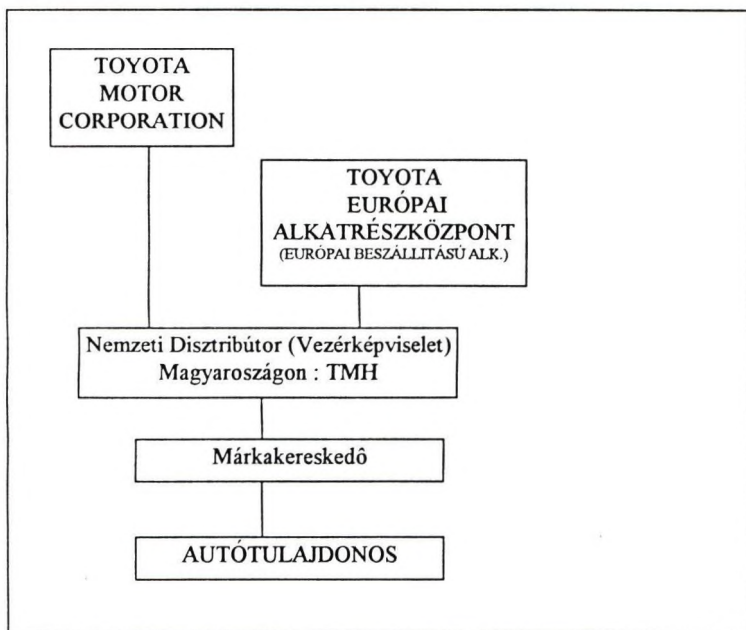 TOYOTA
MOTOR
CORPORATION
TOYOTA
EURÓPAI
ALKATRÉSZKÖZPONT
(EURÓPAI BESZÁLLITÁSÚ ALK.)
Nemzeti Disztribútor (Vezérképviselet)
Magyaroszágon : TMH
Márkakereskedô
AUTÓTULAJDONOS